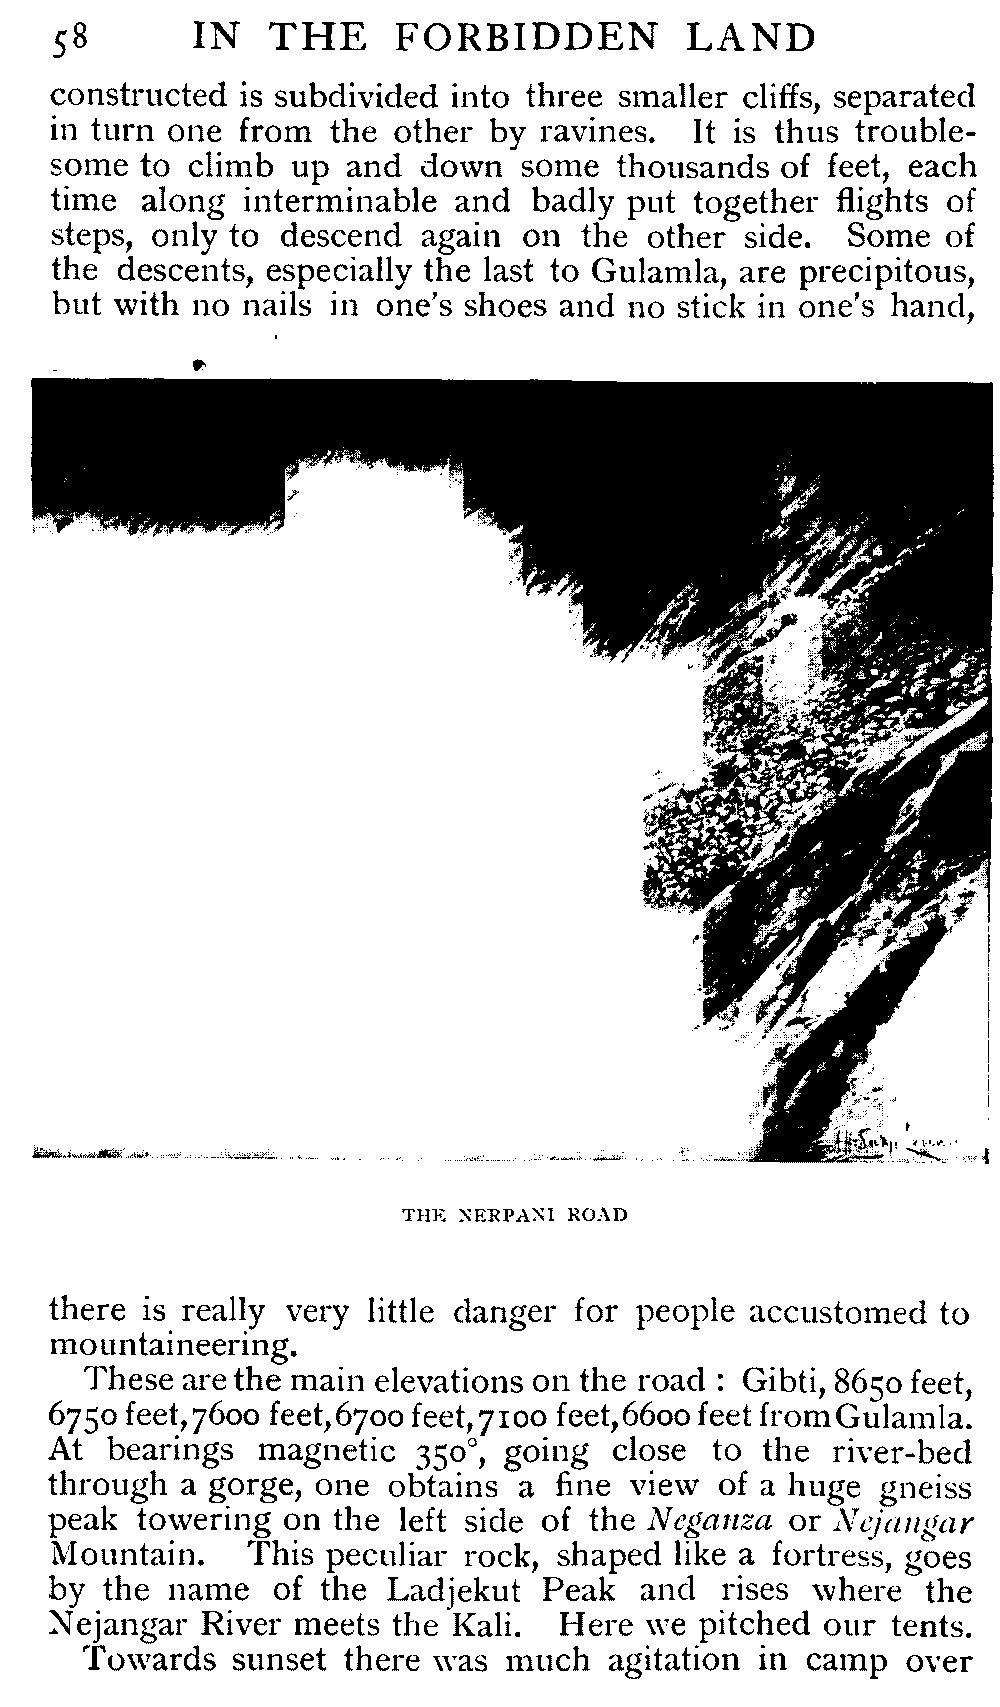 58 IN THE FORBIDDEN LAND
constructed is subdivided into three smaller cliffs, separated
in turn one from the other by ravines. It is thus trouble-
some to climb up and down some thousands of feet, each
time along interminable and badly put together flights of
steps, only to descend again on the other side. Some of
the descents, especially the last to Gulamla, are precipitous,
but with no nails in one's shoes and no stick in one's hand,
THE NERPANI ROAD
there is really very little danger for people accustomed to
mountaineering.
These are the main elevations on the road : Gibti, 8650 feet,
6750 feet, 7600 feet, 6700 feet, 7100 feet, 6600 feet from Gulamla.
At bearings magnetic 350°, going close to the river-bed
through a gorge, one obtains a fine view of a huge gneiss
peak towering on the left side of the Neganza or Nejangar
Mountain. This peculiar rock, shaped like a fortress, goes
by the name of the Ladjekut Peak and rises where the
Nejangar River meets the Kali. Here we pitched our tents.
Towards sunset there was much agitation in camp over